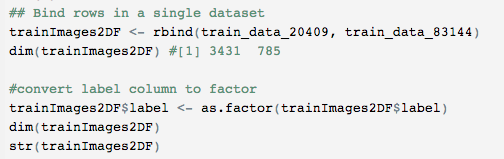 ## Bind rows in a single dataset
trainImages2DF <- rbind(train_data_20409, train_data_83144)
dim(trainImages2DF) #[1] 3431  785
#convert label column to factor
trainImages2DF$label <- as.factor(trainImages2DF$label)
dim(trainImages2DF)
str(trainImages2DF)